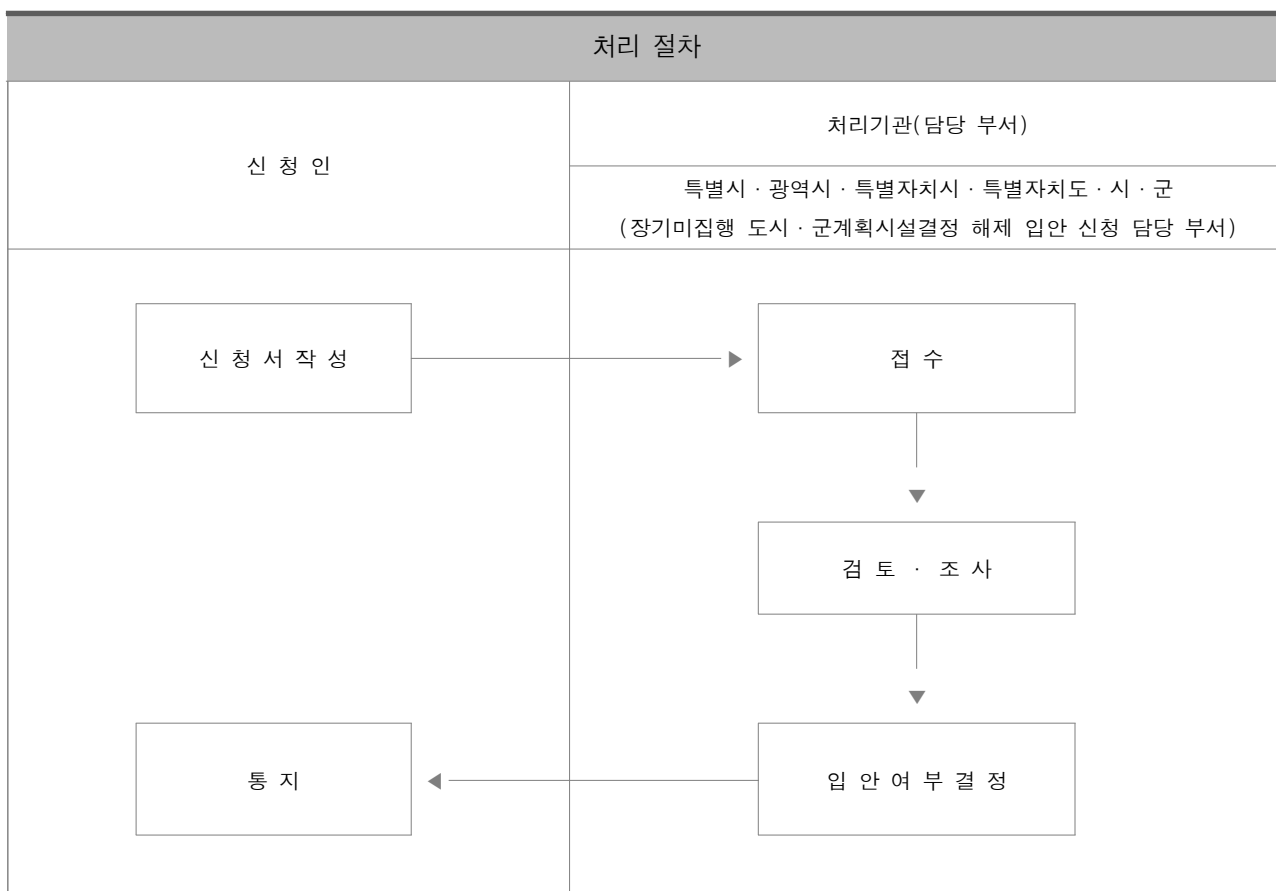 처리 절차
신 청 인
처리기관(담당 부서)
특별시 · 광역시 · 특별자치시 · 특별자치도 · 시 · 군
(장기미집행 도시 · 군계획시설결정 해제 입안 신청 담당 부서)
신 청 서 작 성
접 수
검 토 · 조 사
통 지
입 안 여 부 결 정